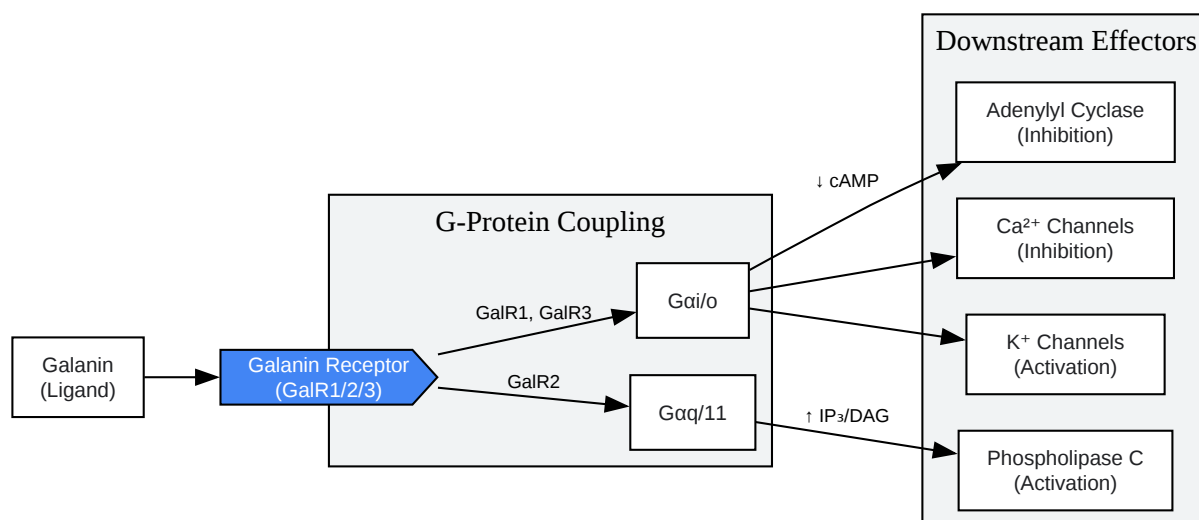 Downstream Effectors
Adenylyl Cyclase
(Inhibition)
↓ cAMP
G-Protein Coupling
Ca²⁺ Channels
(Inhibition)
Gαi/o
GalR1, GalR3
K⁺ Channels
(Activation)
Galanin
(Ligand)
Galanin Receptor
(GalR1/2/3)
GalR2
Gαq/11
↑ IP₃/DAG
Phospholipase C
(Activation)